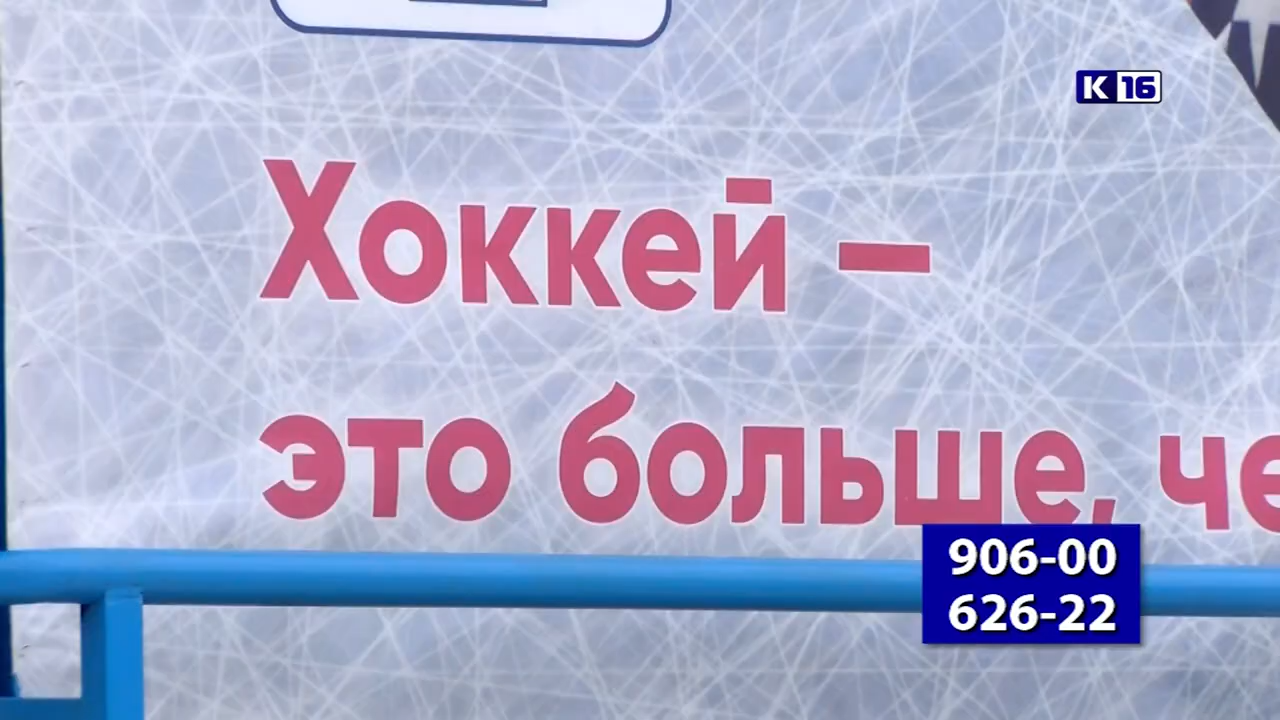 К 16
Хоккей –
это больше,
906-00
626-22